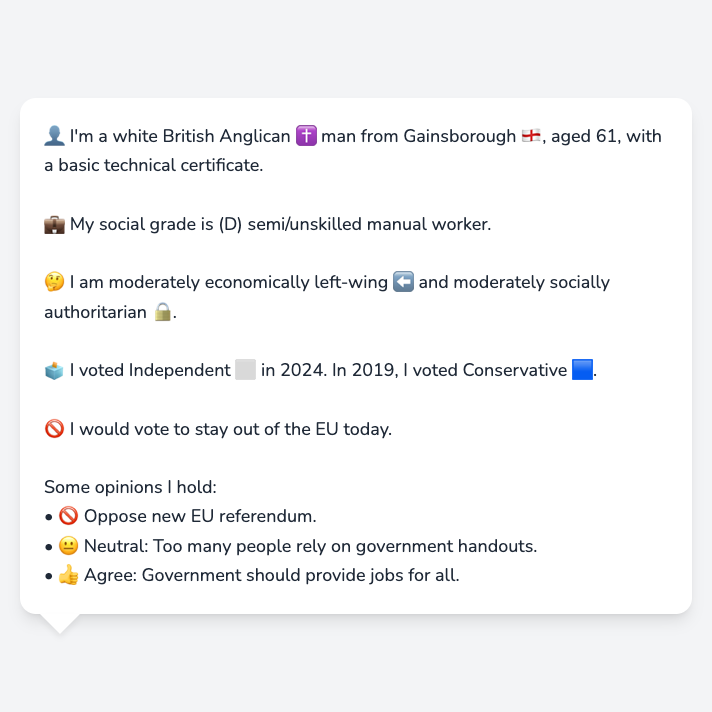 👤 I'm a white British Anglican ✝️ man from Gainsborough 🏴󠁧󠁢󠁥󠁮󠁧󠁿, aged 61, with
a basic technical certificate.
💼 My social grade is (D) semi/unskilled manual worker.
🤔 I am moderately economically left-wing ⬅️ and moderately socially
authoritarian 🔒.
🗳️ I voted Independent ⬜ in 2024. In 2019, I voted Conservative 🟦.
🚫 I would vote to stay out of the EU today.
Some opinions I hold:
• 🚫 Oppose new EU referendum.
• 😐 Neutral: Too many people rely on government handouts.
• 👍 Agree: Government should provide jobs for all.